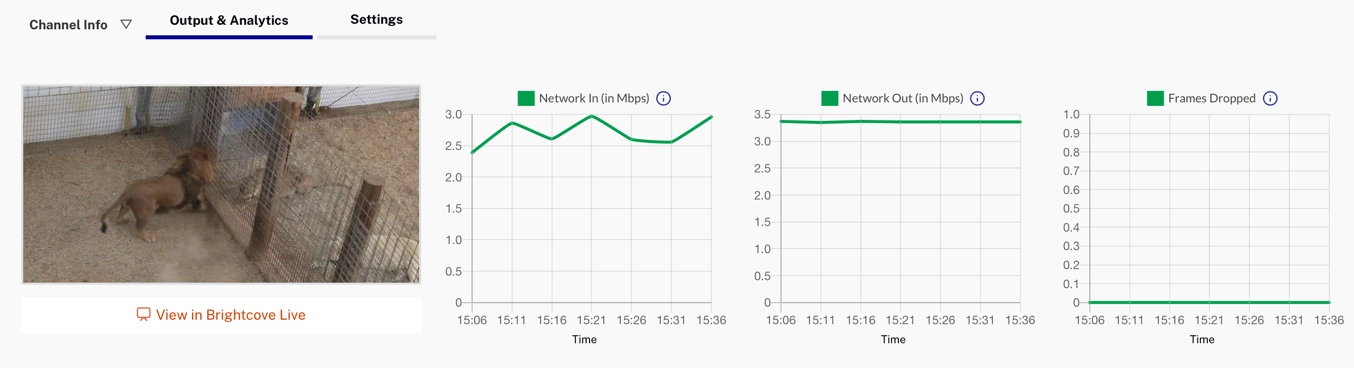 Channel Info
Output & Analytics
Settings
View in Brightcove Live
Network In (in Mbps)
3.0
2.5
2.0
1.5
1.0
0.5
0
15:06 15:11 15:16 15:21 15:26 15:31 15:36
Time
Network Out (in Mbps)
3.5
3.0
2.5
2.0
1.5
1.0
0.5
0
15:06 15:11 15:16 15:21 15:26 15:31 15:36
Time
Frames Dropped
1.0
0.9
0.8
0.7
0.6
0.5
0.4
0.3
0.2
0.1
0
15:06 15:11 15:16 15:21 15:26 15:31 15:36
Time